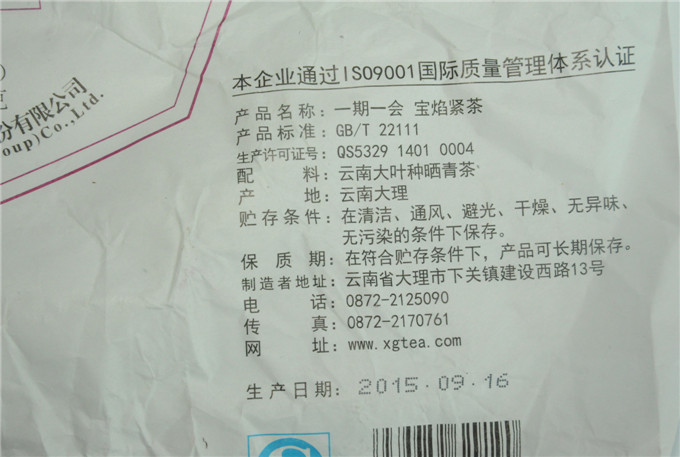 份有限公司
oup)Co.,Ltd.
本企业通过ISO9001国际质量管理体系认证
产品名称：一期一会 宝焰紧茶
产品标准：GB/T 22111
生产许可证号：QS5329 1401 0004
配 料：云南大叶种晒青茶
产 地：云南大理
贮存条件：在清洁、通风、避光、干燥、无异味、
无污染的条件下保存。
保 质 期：在符合贮存条件下，产品可长期保存。
制造者地址：云南省大理市下关镇建设西路13号
电 话：0872-2125090
传 真：0872-2170761
网 址：www.xgtea.com
生产日期：2015.09.16